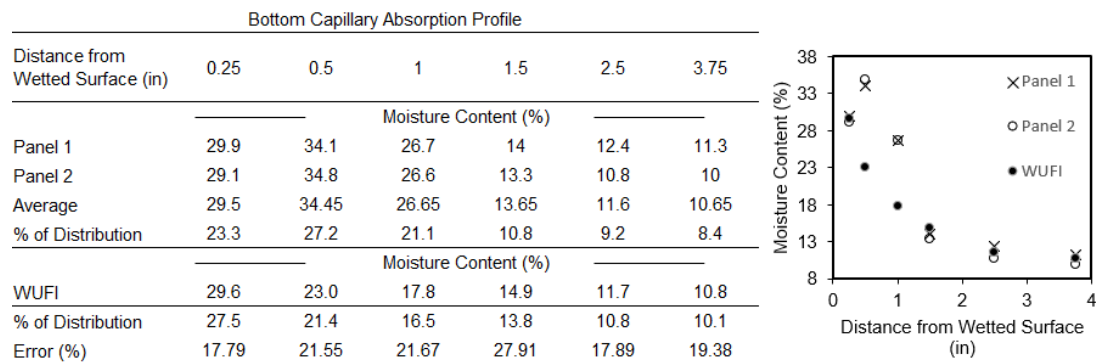 Bottom Capillary Absorption Profile
Distance from
Wetted Surface (in) 0.25 0.5 1 1.5 2.5 3.75
Moisture Content (%)
Panel 1 29.9 34.1 26.7 14 12.4 11.3
Panel 2 29.1 34.8 26.6 13.3 10.8 10
Average 29.5 34.45 26.65 13.65 11.6 10.65
% of Distribution 23.3 27.2 21.1 10.8 9.2 8.4
Moisture Content (%)
WUFI 29.6 23.0 17.8 14.9 11.7 10.8
% of Distribution 27.5 21.4 16.5 13.8 10.8 10.1
Error (%) 17.79 21.55 21.67 27.91 17.89 19.38
Moisture Content (%)
38
33
28
23
18
13
8
Panel 1
Panel 2
WUFI
0 1 2 3 4
Distance from Wetted Surface
(in)